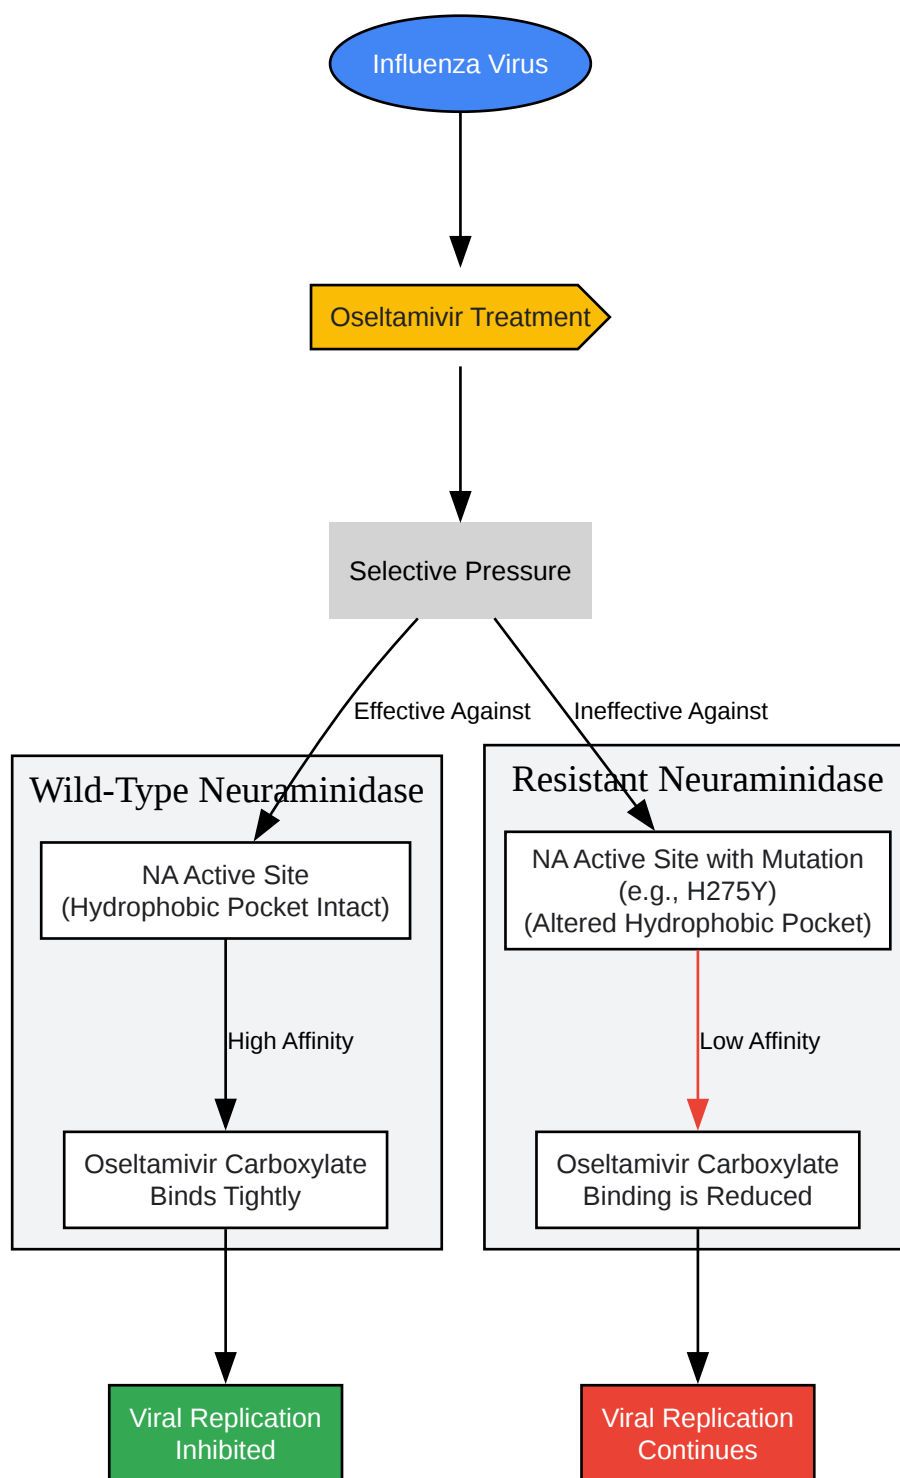 Influenza Virus
Oseltamivir Treatment
Selective Pressure
Effective Against
Ineffective Against
Wild-Type Neuraminidase
NA Active Site
(Hydrophobic Pocket Intact)
High Affinity
Oseltamivir Carboxylate
Binds Tightly
Viral Replication
Inhibited
Resistant Neuraminidase
NA Active Site with Mutation
(e.g., H275Y)
(Altered Hydrophobic Pocket)
Low Affinity
Oseltamivir Carboxylate
Binding is Reduced
Viral Replication
Continues